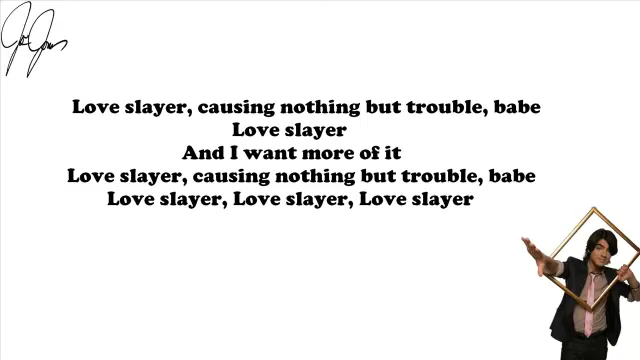 Love slayer, causing nothing but trouble, babe
Love slayer
And I want more of it
Love slayer, causing nothing but trouble, babe
Love slayer, Love slayer, Love slayer